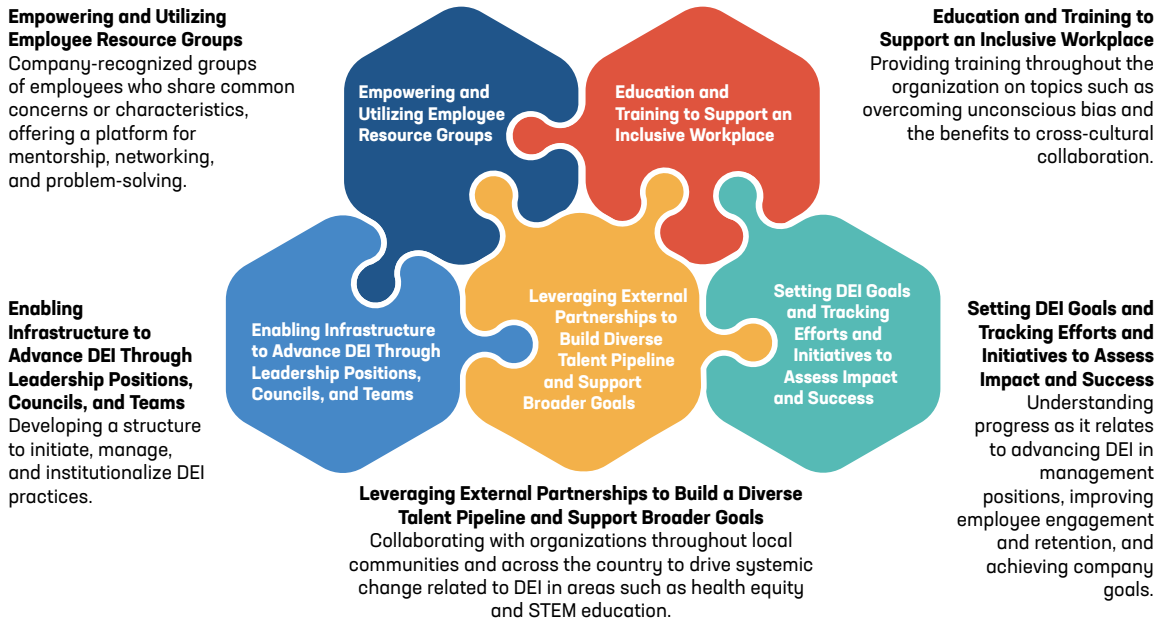 Empowering and Utilizing
Employee Resource Groups
Company-recognized groups
of employees who share common
concerns or characteristics,
offering a platform for
mentorship, networking,
and problem-solving.
Empowering and
Utilizing Employee
Resource Groups
Education and
Training to Support an
Inclusive Workplace
Education and Training to
Support an Inclusive Workplace
Providing training throughout the
organization on topics such as
overcoming unconscious bias and
the benefits to cross-cultural
collaboration.
Enabling
Infrastructure to
Advance DEI Through
Leadership Positions,
Councils, and Teams
Developing a structure
to initiate, manage,
and institutionalize DEI
practices.
Enabling Infrastructure
to Advance DEI Through
Leadership Positions,
Councils, and Teams
Leveraging External
Partnerships to
Build Diverse
Talent Pipeline
and Support
Broader Goals
Setting DEI Goals
and Tracking
Efforts and
Initiatives to
Assess Impact
and Success
Setting DEI Goals and
Tracking Efforts and
Initiatives to Assess
Impact and Success
Understanding
progress as it relates
to advancing DEI in
management
positions, improving
employee engagement
and retention, and
achieving company
goals.
Leveraging External Partnerships to Build a Diverse
Talent Pipeline and Support Broader Goals
Collaborating with organizations throughout local
communities and across the country to drive systemic
change related to DEI in areas such as health equity
and STEM education.